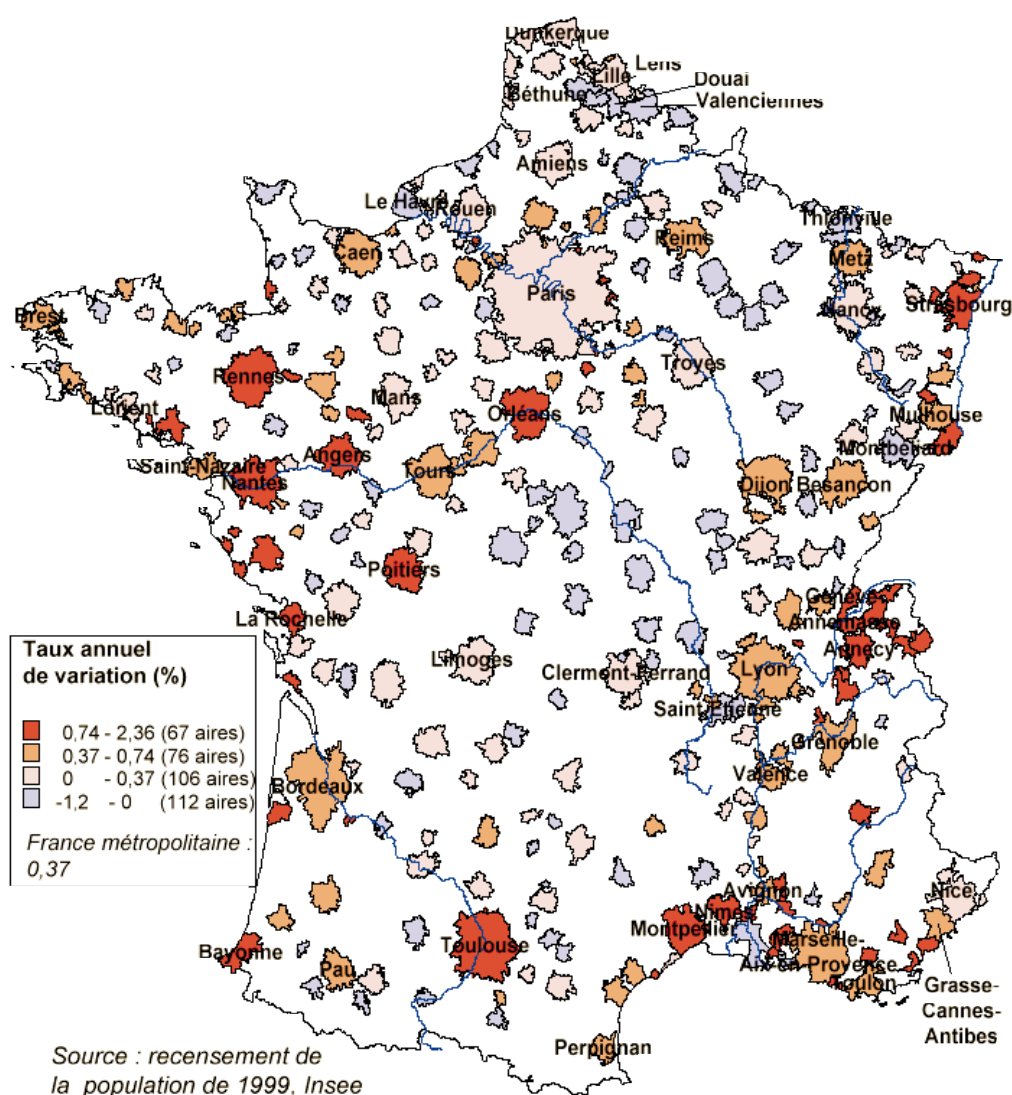 Dunkerque
Lens
Lille
Douai
Béthune
Valenciennes
Amiens
Le Havre
Rouen
Thionville
Caen
Reims
Metz
Paris
Nancy
Strasbourg
Brest
Troyes
Rennes
Mans
Lorient
Orléans
Mulhouse
Angers
Montbéliard
Saint-Nazaire
Tours
Nantes
Dijon
Besançon
Poitiers
Genève-
Annemasse
La Rochelle
Annecy
Limoges
Clermont-Ferrand
Lyon
Saint-Etienne
Grenoble
Valence
Bordeaux
Taux annuel
de variation (%)
0,74 - 2,36 (67 aires)
0,37 - 0,74 (76 aires)
0 - 0,37 (106 aires)
-1,2 - 0 (112 aires)
France métropolitaine :
0,37
Avignon
Nice
Nîmes
Montpellier
Bayonne
Toulouse
Marseille-
Aix-en-Provence
Pau
Toulon
Grasse-
Cannes-
Antibes
Perpignan
Source : recensement de
la population de 1999, Insee